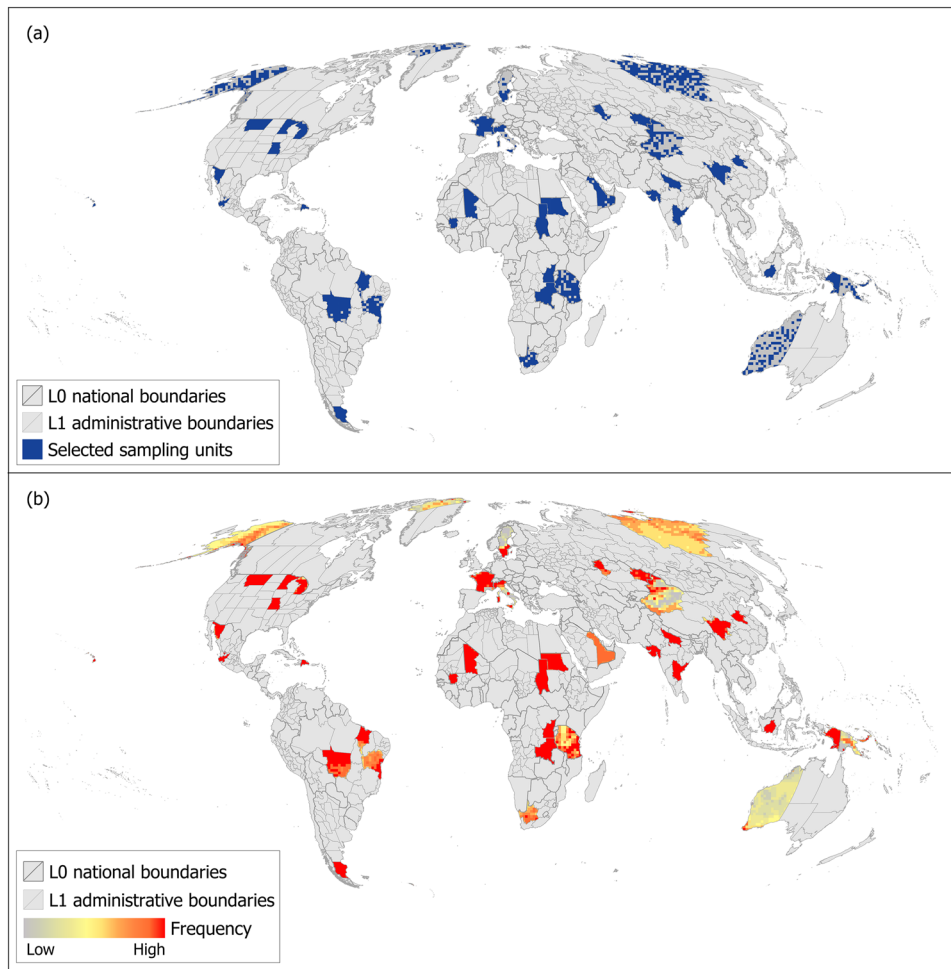 (a)
L0 national boundaries
L1 administrative boundaries
Selected sampling units
(b)
L0 national boundaries
L1 administrative boundaries
Frequency
Low High